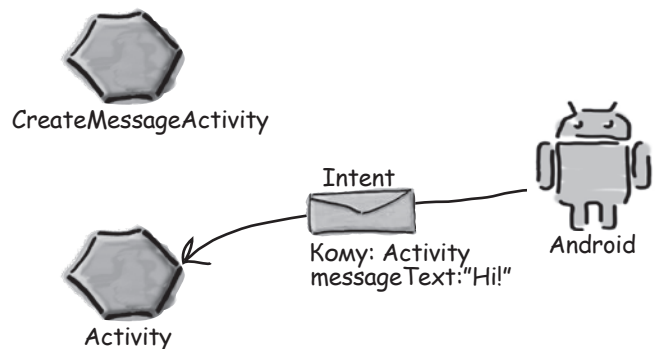 CreateMessageActivity
Intent
Кому: Activity
messageText:"Hi!"
Android
Activity